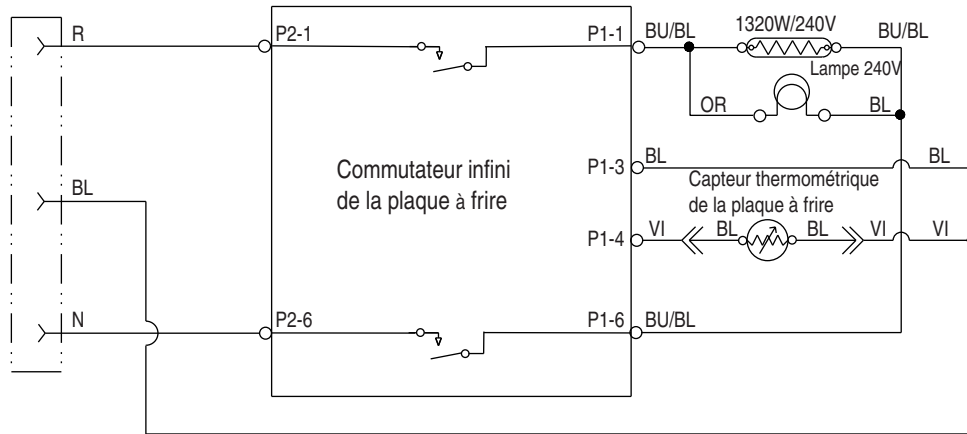 R
P2-1
P1-1
BU/BL
1320W/240V
BU/BL
Lampe 240V
OR
BL
Commutateur infini
de la plaque à frire
P1-3
BL
BL
BL
Capteur thermométrique
de la plaque à frire
P1-4
VI
BL
BL
VI
VI
N
P2-6
P1-6
BU/BL